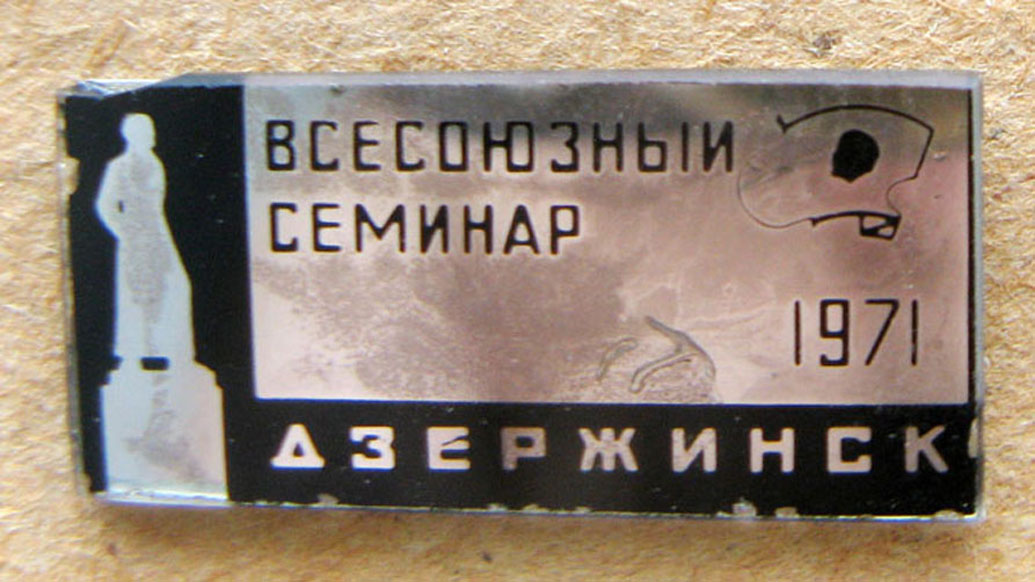 ВСЕСОЮЗНЫЙ
СЕМИНАР
1971
ДЗЕРЖИНСК